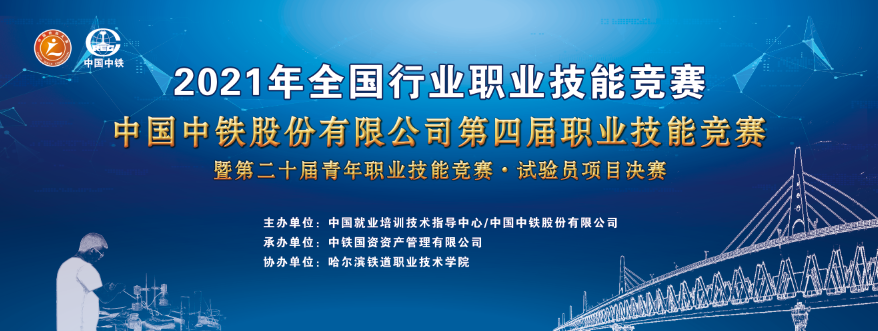 CREC
中国中铁
2021年全国行业职业技能竞赛
中国中铁股份有限公司第四届职业技能竞赛
暨第二十届青年职业技能竞赛·试验员项目决赛
主办单位：中国就业培训技术指导中心/中国中铁股份有限公司
承办单位：中铁国资资产管理有限公司
协办单位：哈尔滨铁道职业技术学院